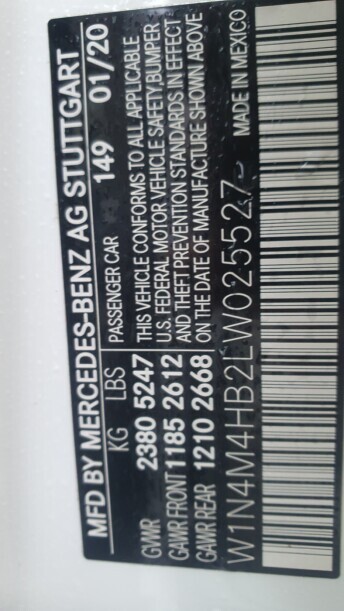 MFD BY MERCEDES-BENZ AG STUTTGART
KG LBS 149 01/20
GVWR 2380 5247 PASSENGER CAR
GAWR FRONT 1185 2612 THIS VEHICLE CONFORMS TO ALL APPLICABLE
GAWR REAR 1210 2668 U.S. FEDERAL MOTOR VEHICLE SAFETY BUMPER
AND THEFT PREVENTION STANDARDS IN EFFECT
ON THE DATE OF MANUFACTURE SHOWN ABOVE
W1N4M4HB2LW025527
MADE IN MEXICO